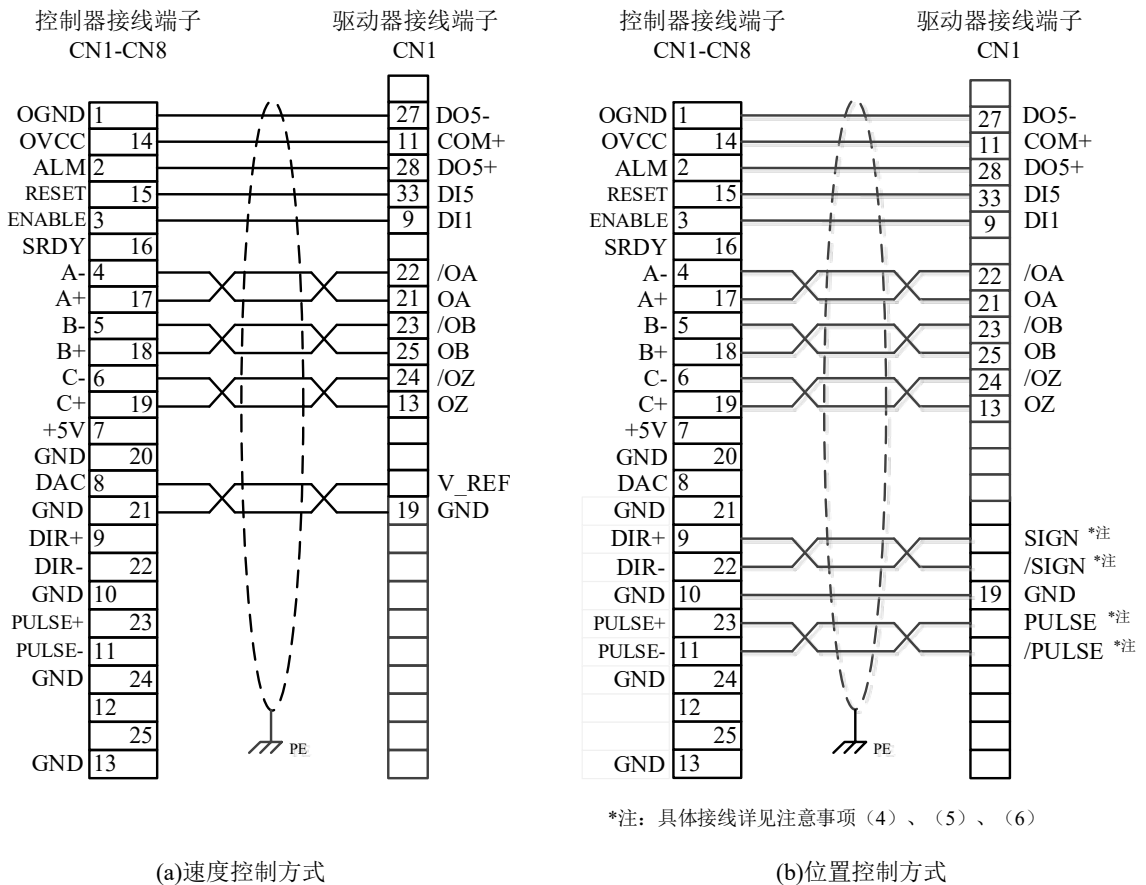 控制器接线端子 驱动器接线端子
CN1-CN8 CN1
OGND 1 27 DO5-
OVCC 14 11 COM+
ALM 2 28 DO5+
RESET 15 33 DI5
ENABLE 3 9 DI1
SRDY 16
A- 4 22 /OA
A+ 17 21 OA
B- 5 23 /OB
B+ 18 25 OB
C- 6 24 /OZ
C+ 19 13 OZ
+5V 7
GND 20
DAC 8 V_REF
GND 21 19 GND
DIR+ 9
DIR- 22
GND 10
PULSE+ 23
PULSE- 11
GND 24
12
25
GND 13
PE
(a)速度控制方式
控制器接线端子 驱动器接线端子
CN1-CN8 CN1
OGND 1 27 DO5-
OVCC 14 11 COM+
ALM 2 28 DO5+
RESET 15 33 DI5
ENABLE 3 9 DI1
SRDY 16
A- 4 22 /OA
A+ 17 21 OA
B- 5 23 /OB
B+ 18 25 OB
C- 6 24 /OZ
C+ 19 13 OZ
+5V 7
GND 20
DAC 8
GND 21
DIR+ 9 SIGN *注
DIR- 22 /SIGN *注
GND 10 19 GND
PULSE+ 23 PULSE *注
PULSE- 11 /PULSE *注
GND 24
12
25
GND 13
PE
*注：具体接线详见注意事项（4）、（5）、（6）
(b)位置控制方式